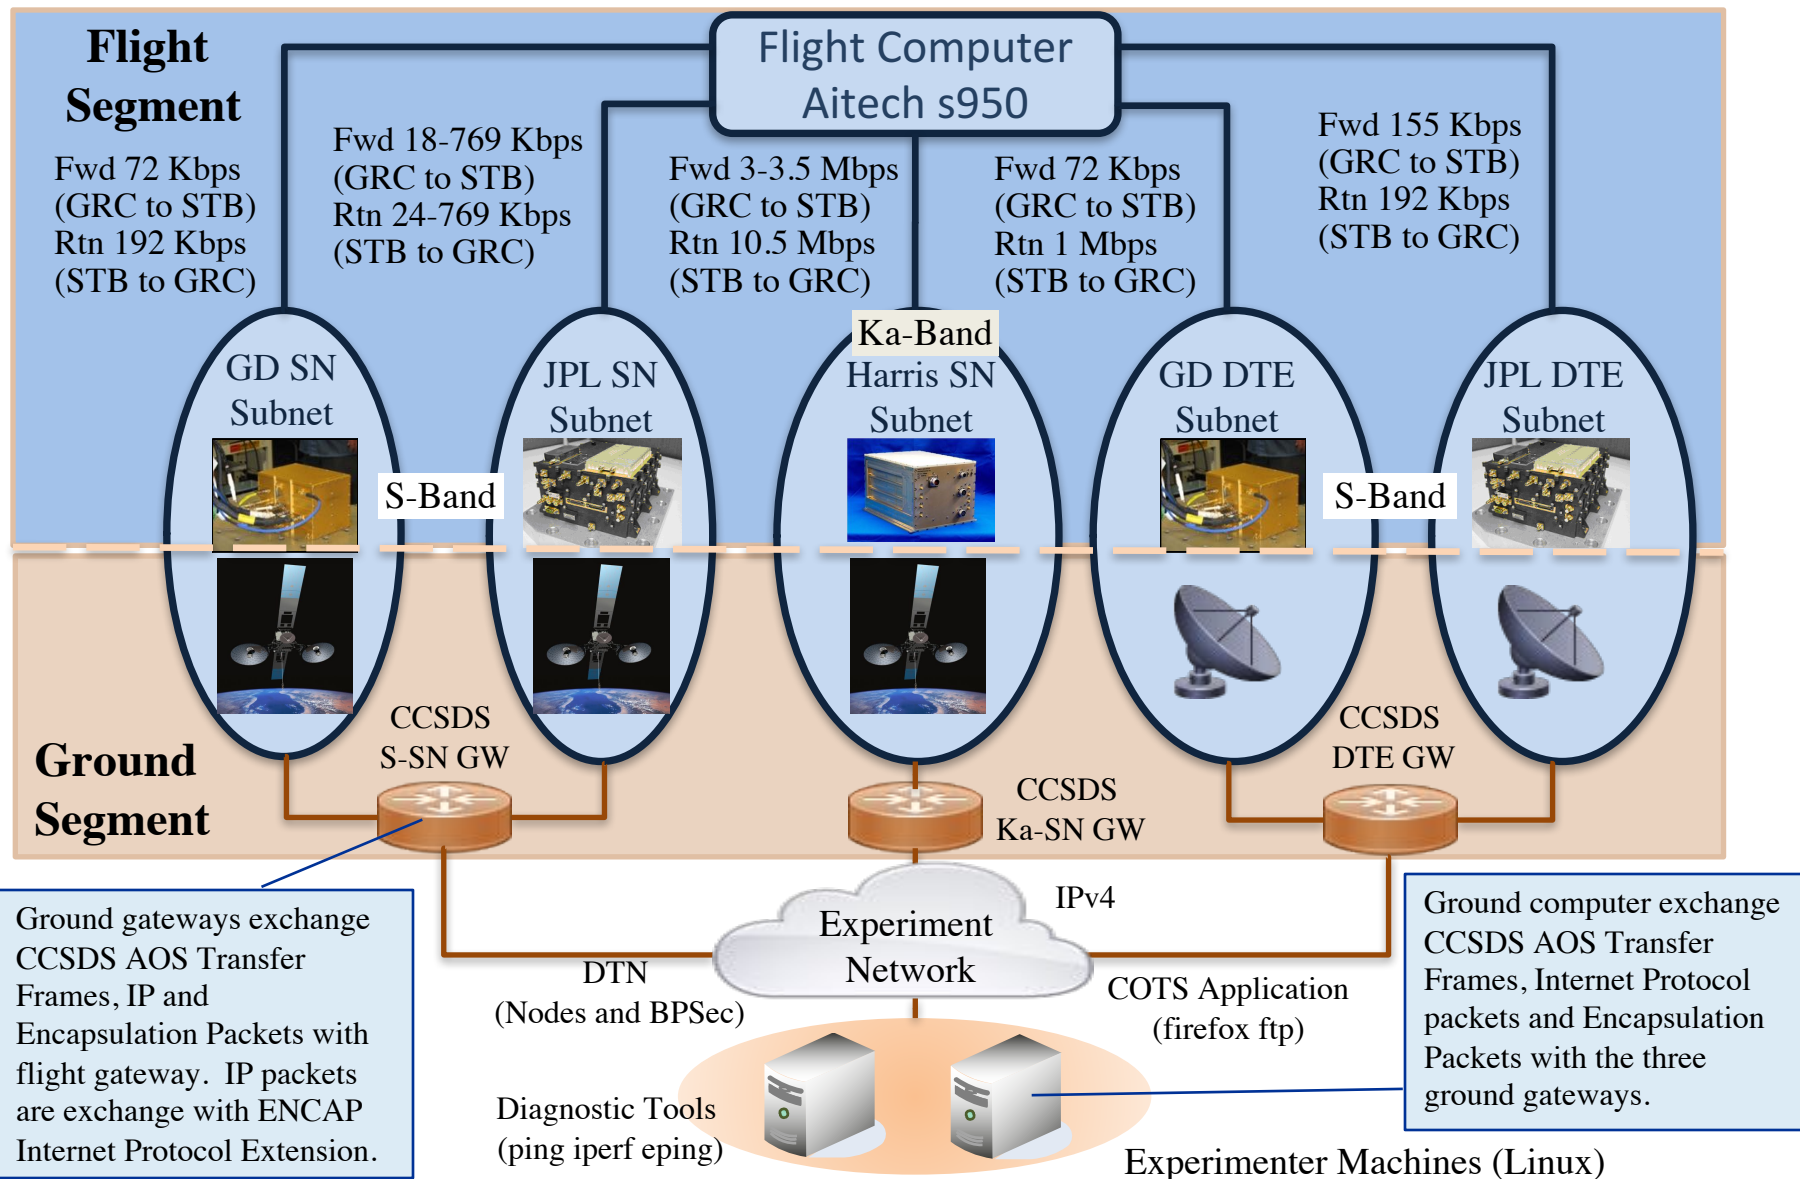 Flight
Segment
Flight Computer
Aitech s950
Fwd 72 Kbps
(GRC to STB)
Rtn 192 Kbps
(STB to GRC)
Fwd 18-769 Kbps
(GRC to STB)
Rtn 24-769 Kbps
(STB to GRC)
Fwd 3-3.5 Mbps
(GRC to STB)
Rtn 10.5 Mbps
(STB to GRC)
Fwd 72 Kbps
(GRC to STB)
Rtn 1 Mbps
(STB to GRC)
Fwd 155 Kbps
(GRC to STB)
Rtn 192 Kbps
(STB to GRC)
GD SN
Subnet
JPL SN
Subnet
Ka-Band
Harris SN
Subnet
GD DTE
Subnet
JPL DTE
Subnet
S-Band
S-Band
Ground
Segment
CCSDS
S-SN GW
CCSDS
Ka-SN GW
CCSDS
DTE GW
Ground gateways exchange
CCSDS AOS Transfer
Frames, IP and
Encapsulation Packets with
flight gateway.  IP packets
are exchange with ENCAP
Internet Protocol Extension.
Experiment
Network
IPv4
DTN
(Nodes and BPSec)
COTS Application
(firefox ftp)
Ground computer exchange
CCSDS AOS Transfer
Frames, Internet Protocol
packets and Encapsulation
Packets with the three
ground gateways.
Diagnostic Tools
(ping iperf eping)
Experimenter Machines (Linux)